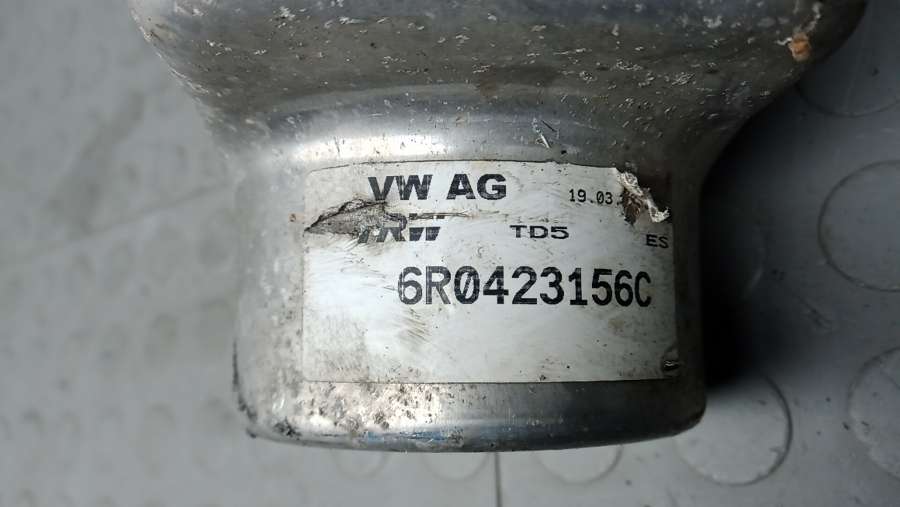 VW AG 19.03
TRW TD5 ES
6R0423156C